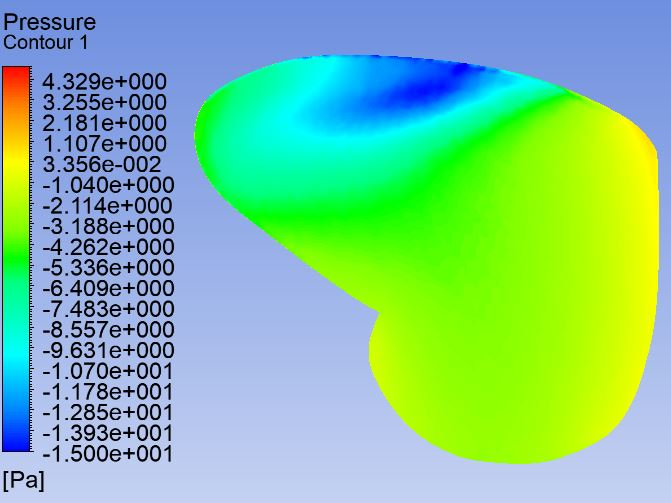 Pressure
Contour 1
4.329e+000
3.255e+000
2.181e+000
1.107e+000
3.356e-002
-1.040e+000
-2.114e+000
-3.188e+000
-4.262e+000
-5.336e+000
-6.409e+000
-7.483e+000
-8.557e+000
-9.631e+000
-1.070e+001
-1.178e+001
-1.285e+001
-1.393e+001
-1.500e+001
[Pa]